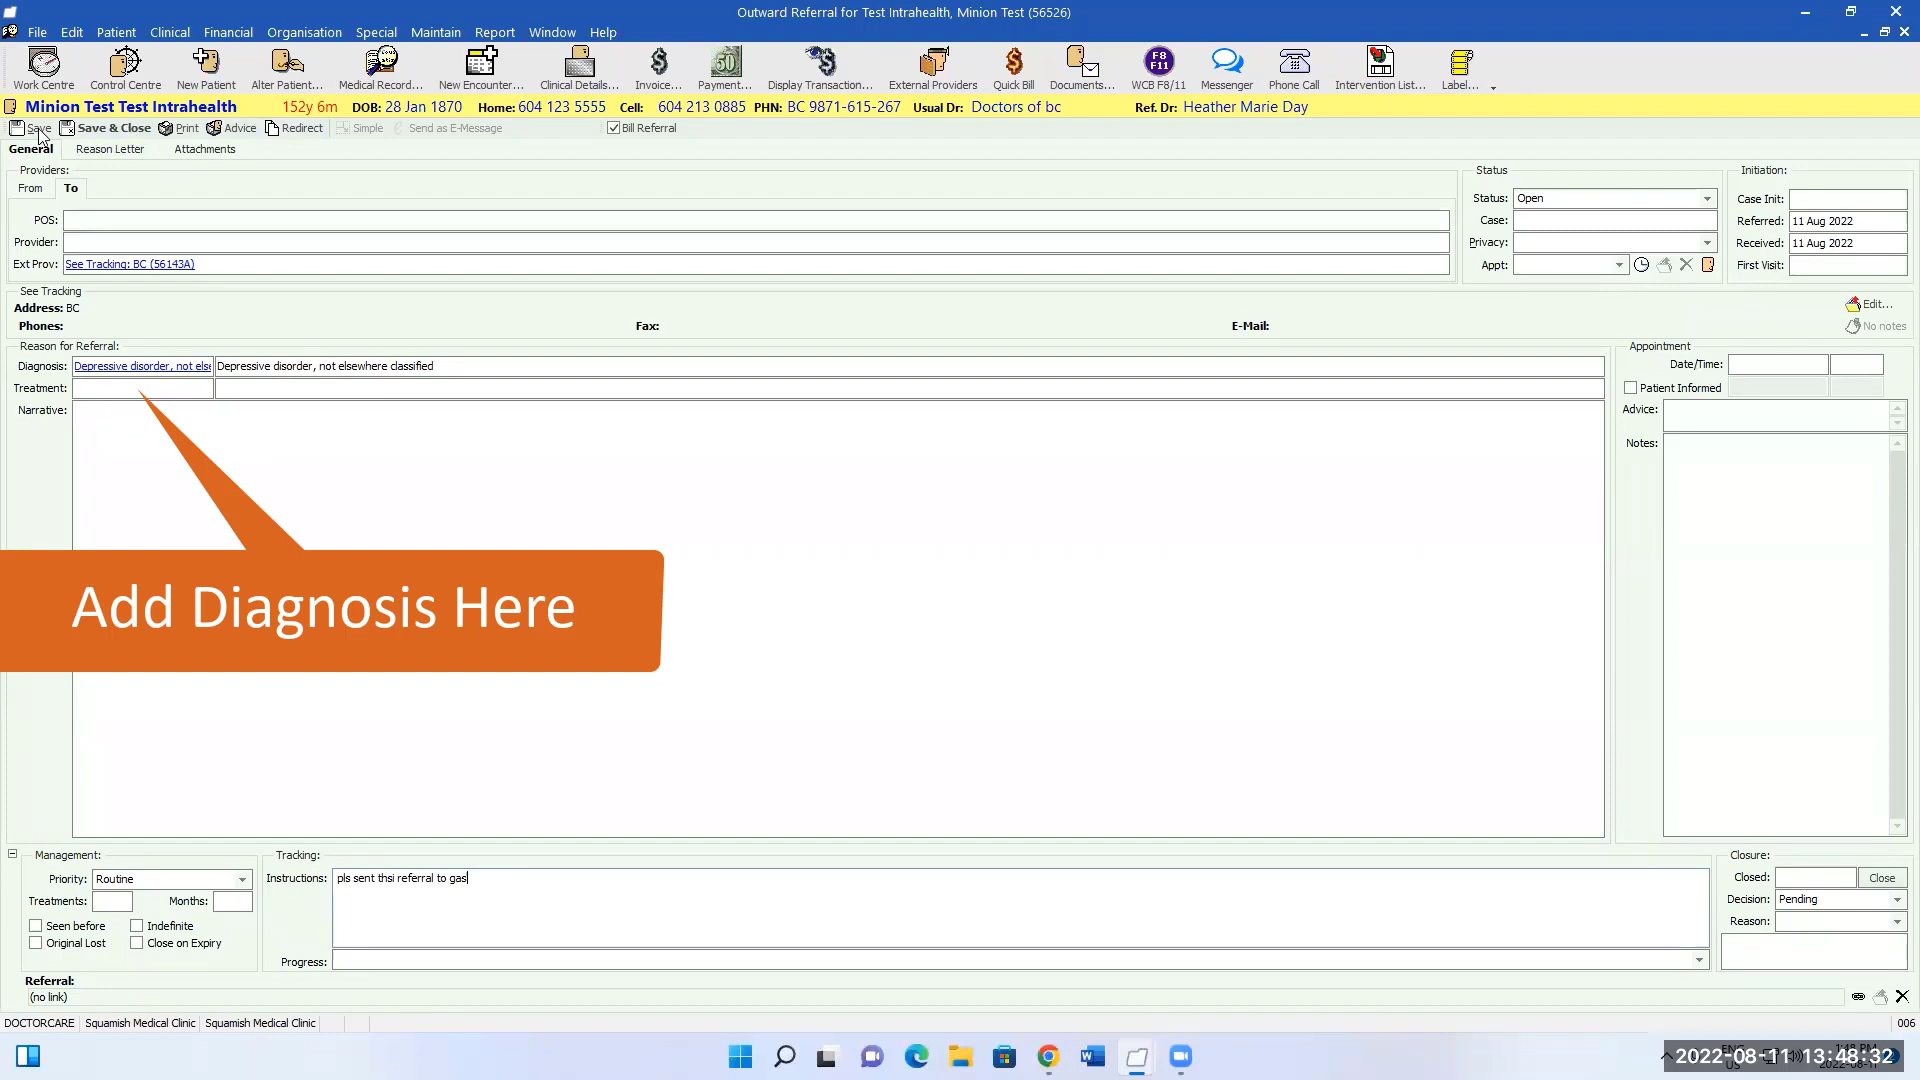 Outward Referral for Test Intrahealth, Minion Test (56526)
File Edit Patient Clinical Financial Organisation Special Maintain Report Window Help
Work Centre Control Centre New Patient Alter Patient... Medical Record... New Encounter... Clinical Details... Invoice... Payment... Display Transaction... External Providers Quick Bill Documents... WCB F8/11 Messenger Phone Call Intervention List... Label...
50
F8
F11
Minion Test Test Intrahealth 152y 6m DOB: 28 Jan 1870 Home: 604 123 5555 Cell: 604 213 0885 PHN: BC 9871-615-267 Usual Dr: Doctors of bc Ref. Dr: Heather Marie Day
Save Save & Close Print Advice Redirect Simple Send as E-Message Bill Referral
General Reason Letter Attachments
Providers: Status Initiation:
From To
Status: Open Case Init:
POS: Case: Referred: 11 Aug 2022
Provider: Privacy: Received: 11 Aug 2022
Ext Prov: See Tracking: BC (56143A) Appt: First Visit:
See Tracking
Address: BC Edit...
Phones: Fax: E-Mail: No notes
Reason for Referral: Appointment
Diagnosis: Depressive disorder, not else Depressive disorder, not elsewhere classified Date/Time:
Treatment: Patient Informed
Narrative: Advice:
Notes:
Add Diagnosis Here
Management: Tracking: Closure:
Priority: Routine Instructions: pls sent thsi referral to gas Closed: Close
Treatments: Months: Decision: Pending
Seen before Indefinite Reason:
Original Lost Close on Expiry
Progress:
Referral:
(no link)
DOCTORCARE Squamish Medical Clinic Squamish Medical Clinic 006
2022-08-11 13:48:32